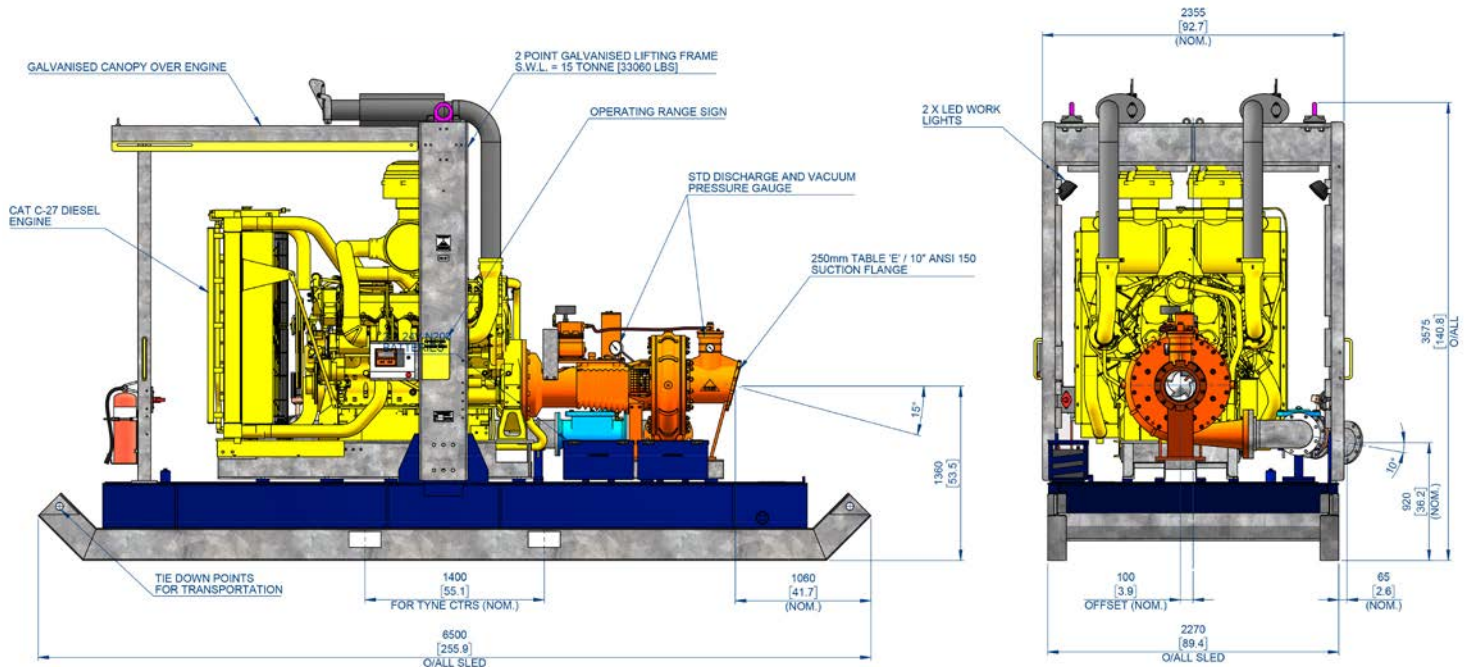 GALVANISED CANOPY OVER ENGINE
2 POINT GALVANISED LIFTING FRAME
S.W.L. = 15 TONNE [33060 LBS]
OPERATING RANGE SIGN
STD DISCHARGE AND VACUUM
PRESSURE GAUGE
CAT C-27 DIESEL
ENGINE
250mm TABLE 'E' / 10" ANSI 150
SUCTION FLANGE
BATTERIES
15°
1360
[53.5]
TIE DOWN POINTS
FOR TRANSPORTATION
1400
[55.1]
FOR TYNE CTRS (NOM.)
1060
[41.7]
(NOM.)
6500
[255.9]
O/ALL SLED
2355
[92.7]
(NOM.)
2 X LED WORK
LIGHTS
3575
[140.8]
O/ALL
10°
920
[36.2]
(NOM.)
100
[3.9]
OFFSET (NOM.)
65
[2.6]
(NOM.)
2270
[89.4]
O/ALL SLED